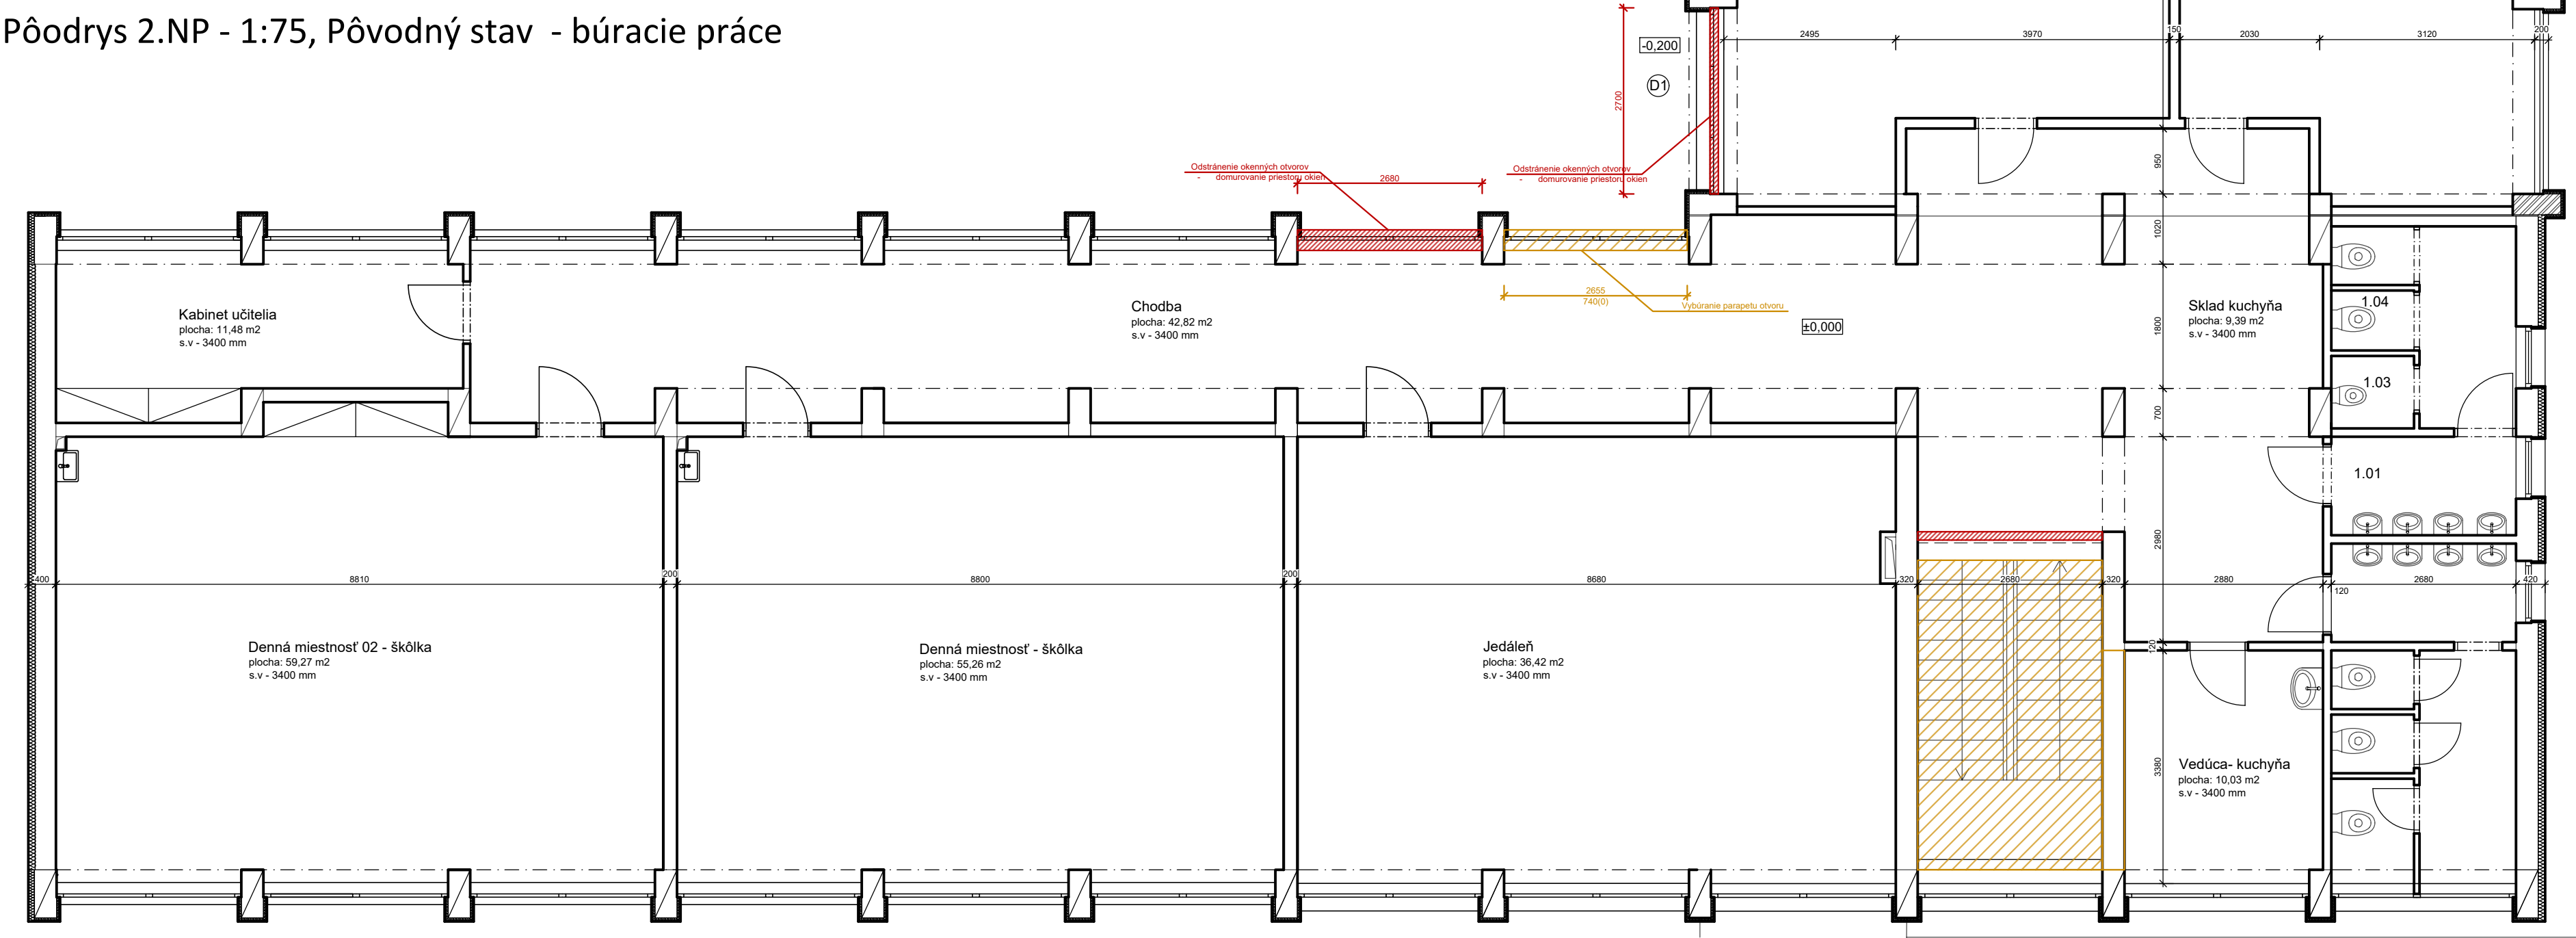 Pôodrys 2.NP - 1:75, Pôvodný stav  - búracie práce
2700
-0,200
D1
2495
3970
150
2030
3120
200
950
Odstránenie okenných otvorov
- domurovanie priestoru okien
2680
Odstránenie okenných otvorov
- domurovanie priestoru okien
1020
Kabinet učitelia
plocha: 11,48 m2
s.v - 3400 mm
Chodba
plocha: 42,82 m2
s.v - 3400 mm
2655
740(0)
Vybúranie parapetu otvoru
±0,000
1800
Sklad kuchyňa
plocha: 9,39 m2
s.v - 3400 mm
1.04
1.03
700
1.01
2980
400
8810
200
8800
200
8680
320
2680
320
2880
120
2680
420
Denná miestnosť 02 - škôlka
plocha: 59,27 m2
s.v - 3400 mm
Denná miestnosť - škôlka
plocha: 55,26 m2
s.v - 3400 mm
Jedáleň
plocha: 36,42 m2
s.v - 3400 mm
120
3380
Vedúca- kuchyňa
plocha: 10,03 m2
s.v - 3400 mm